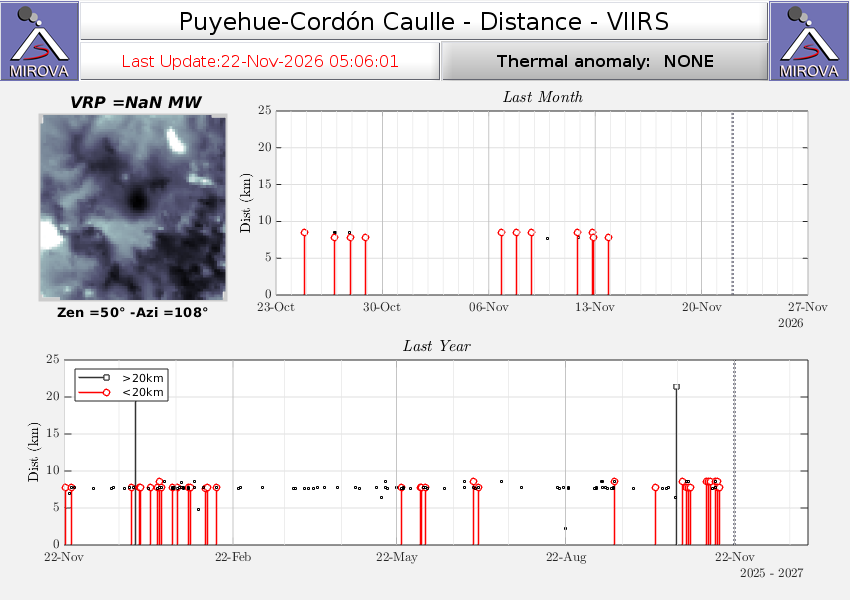 Puyehue-Cordón Caulle - Distance - VIIRS
MIROVA
Last Update:22-Nov-2026 05:06:01
Thermal anomaly: NONE
MIROVA
VRP =NaN MW
Zen =50° -Azi =108°
Last Month
Dist (km)
25
20
15
10
5
0
23-Oct
30-Oct
06-Nov
13-Nov
20-Nov
27-Nov
2026
Last Year
Dist (km)
25
20
15
10
5
0
>20km
<20km
22-Nov
22-Feb
22-May
22-Aug
22-Nov
2025 - 2027